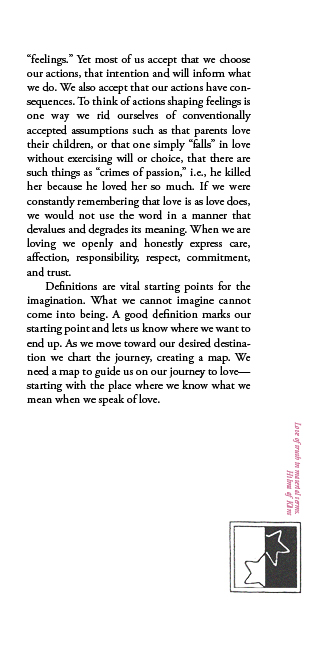 “feelings.” Yet most of us accept that we choose
our actions, that intention and will inform what
we do. We also accept that our actions have con-
sequences. To think of actions shaping feelings is
one way we rid ourselves of conventionally
accepted assumptions such as that parents love
their children, or that one simply “falls” in love
without exercising will or choice, that there are
such things as “crimes of passion,” i.e., he killed
her because he loved her so much. If we were
constantly remembering that love is as love does,
we would not use the word in a manner that
devalues and degrades its meaning. When we are
loving we openly and honestly express care,
affection, responsibility, respect, commitment,
and trust.
Definitions are vital starting points for the
imagination. What we cannot imagine cannot
come into being. A good definition marks our
starting point and lets us know where we want to
end up. As we move toward our desired destina-
tion we chart the journey, creating a map. We
need a map to guide us on our journey to love—
starting with the place where we know what we
mean when we speak of love.
Love of truth in